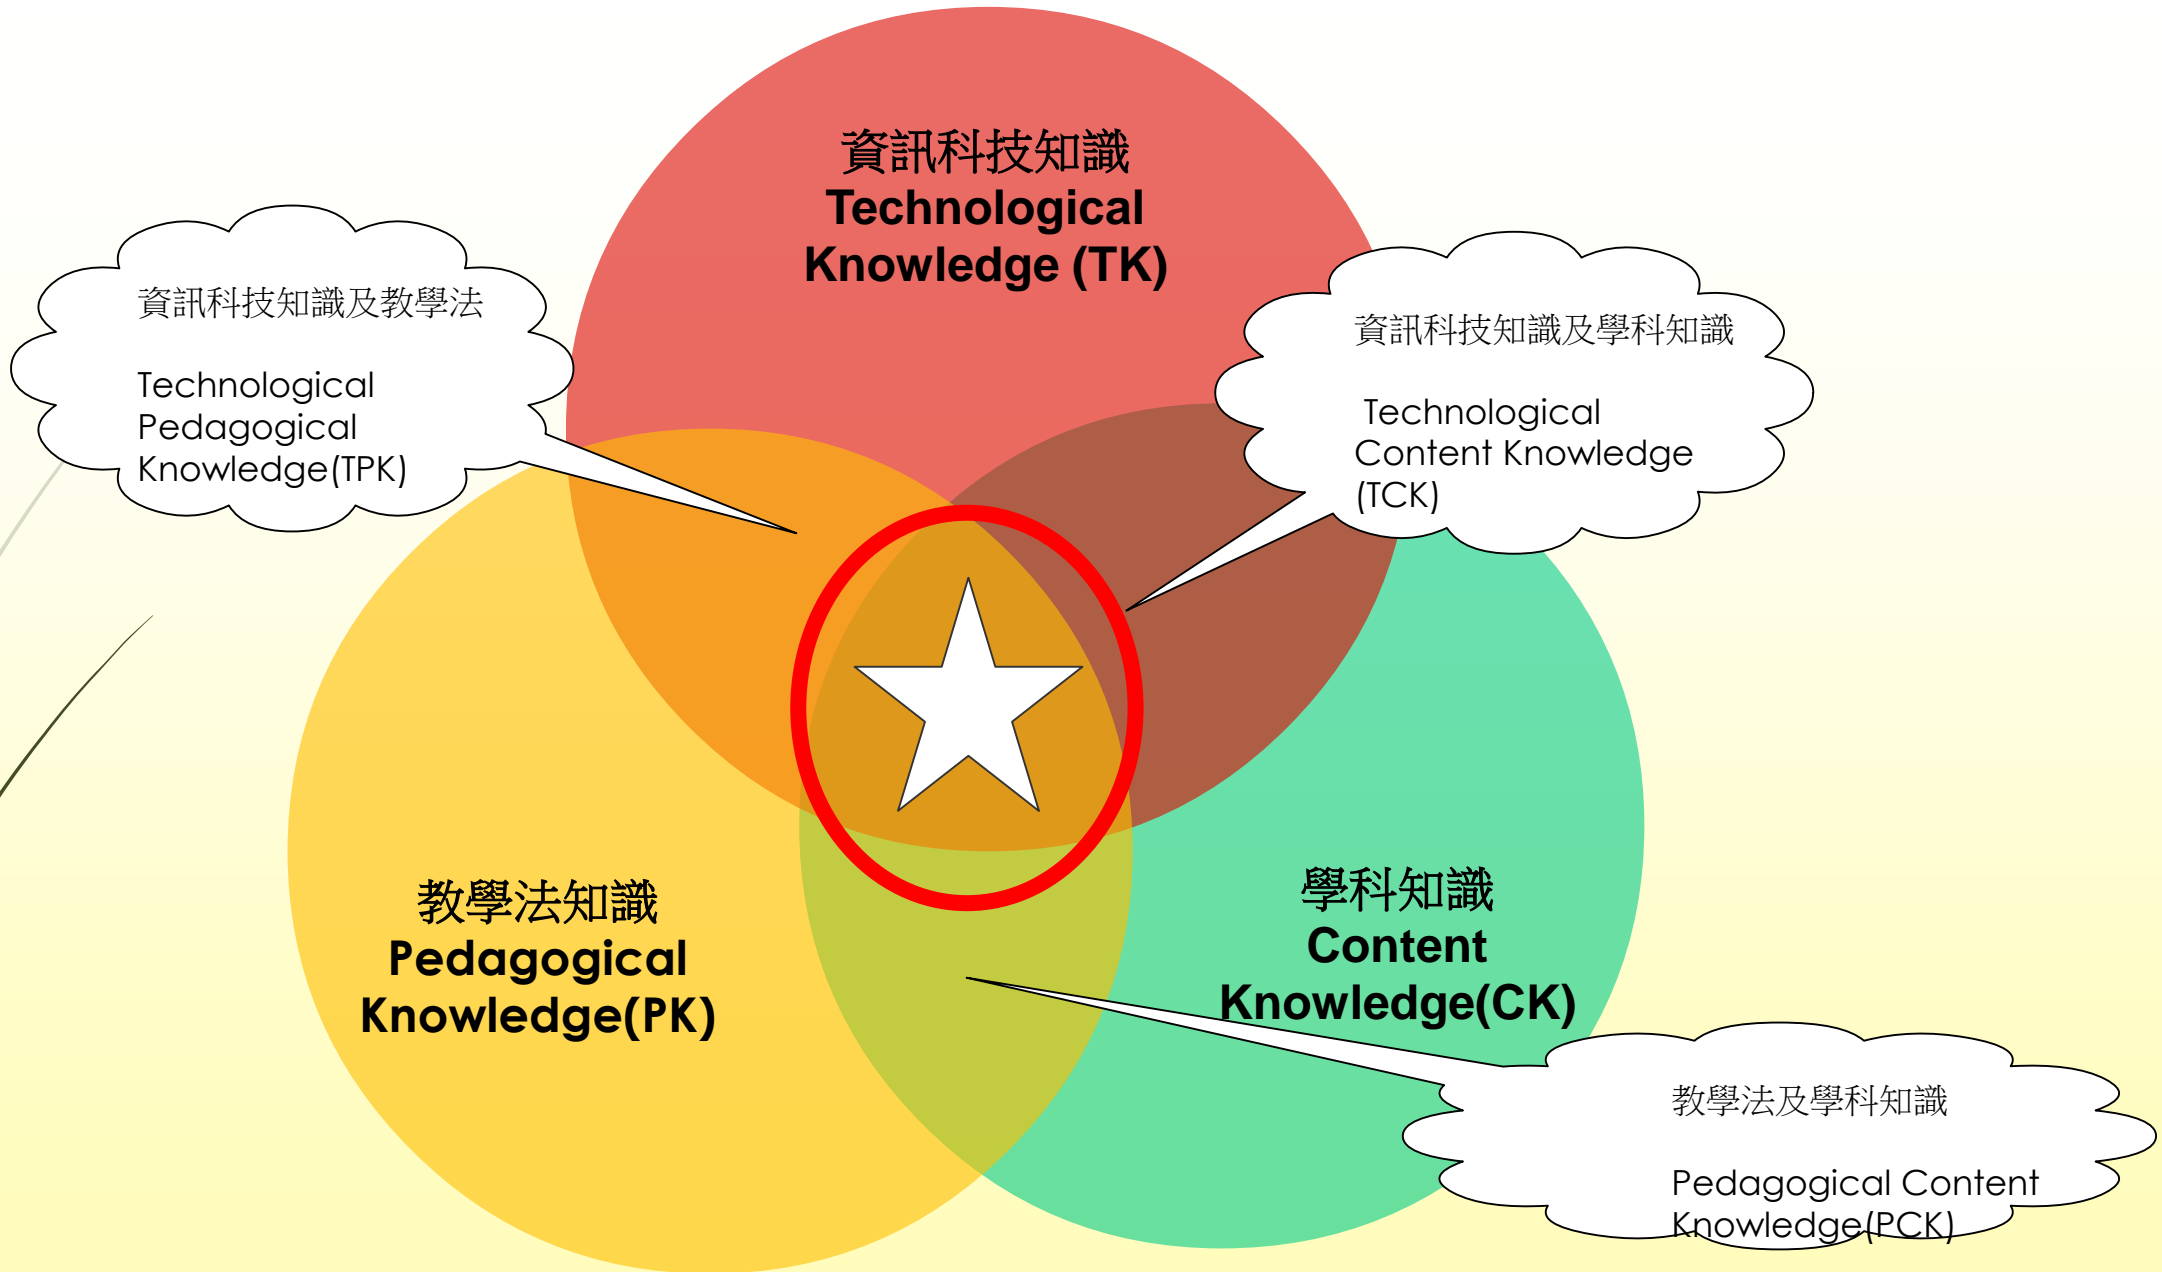 資訊科技知識
Technological
Knowledge (TK)
資訊科技知識及教學法
Technological
Pedagogical
Knowledge(TPK)
資訊科技知識及學科知識
Technological
Content Knowledge
(TCK)
教學法知識
Pedagogical
Knowledge(PK)
學科知識
Content
Knowledge(CK)
教學法及學科知識
Pedagogical Content
Knowledge(PCK)